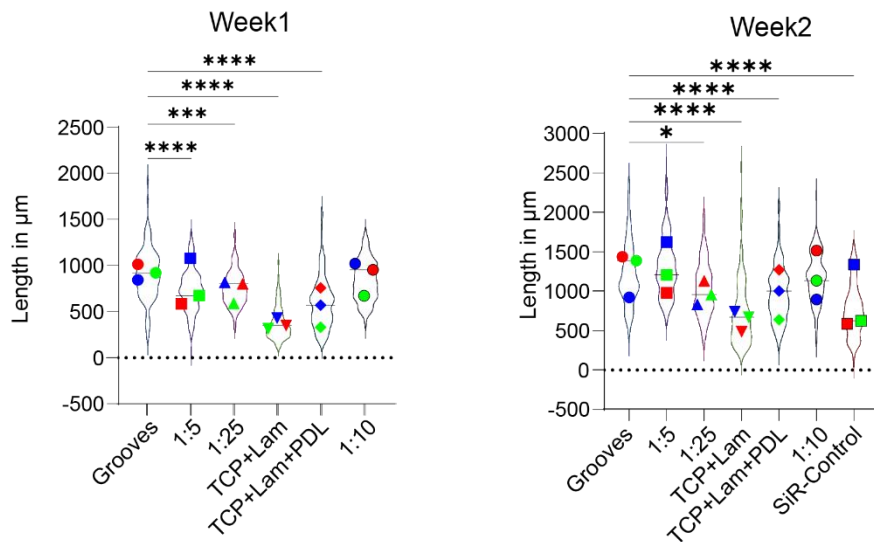 Week1
****
****
***
****
2500
2000
1500
1000
500
0
-500
Length in µm
Grooves
1:5
1:25
TCP+Lam
TCP+Lam+PDL
1:10
Week2
****
****
****
*
3000
2500
2000
1500
1000
500
0
-500
Length in µm
Grooves
1:5
1:25
TCP+Lam
TCP+Lam+PDL
1:10
SiR-Control